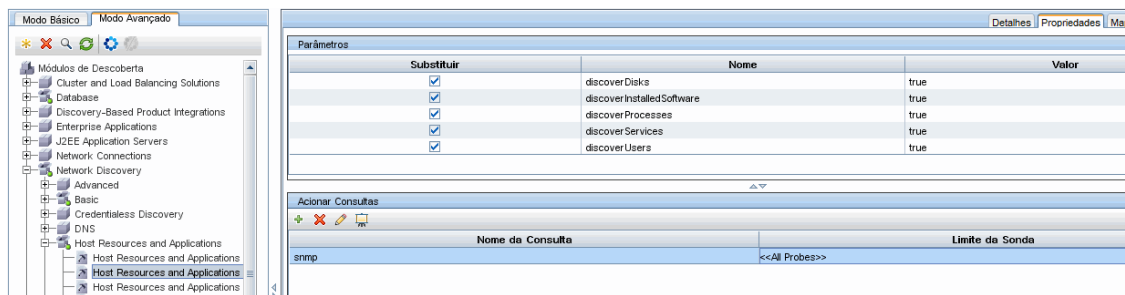 Modo Básico Modo Avançado
Detalhes Propriedades Ma
Módulos de Descoberta
Cluster and Load Balancing Solutions
Database
Discovery-Based Product Integrations
Enterprise Applications
J2EE Application Servers
Network Connections
Network Discovery
Advanced
Basic
Credentialess Discovery
DNS
Host Resources and Applications
Host Resources and Applications
Host Resources and Applications
Host Resources and Applications
Parâmetros
Substituir Nome Valor
discoverDisks true
discoverInstalledSoftware true
discoverProcesses true
discoverServices true
discoverUsers true
Acionar Consultas
Nome da Consulta Limite da Sonda
snmp <<All Probes>>